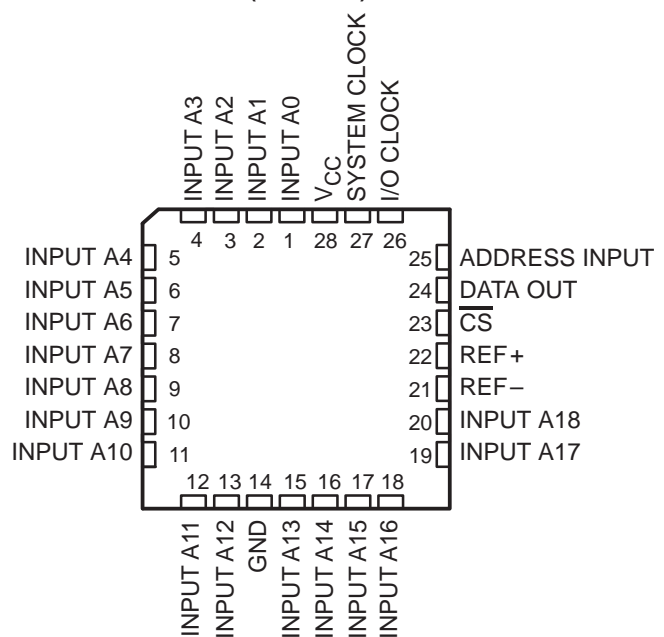 INPUT A3
INPUT A2
INPUT A1
INPUT A0
VCC
SYSTEM CLOCK
I/O CLOCK
4 3 2 1 28 27 26
INPUT A4 5
INPUT A5 6
INPUT A6 7
INPUT A7 8
INPUT A8 9
INPUT A9 10
INPUT A10 11
25 ADDRESS INPUT
24 DATA OUT
23 C̅S̅
22 REF+
21 REF–
20 INPUT A18
19 INPUT A17
12 13 14 15 16 17 18
INPUT A11
INPUT A12
GND
INPUT A13
INPUT A14
INPUT A15
INPUT A16